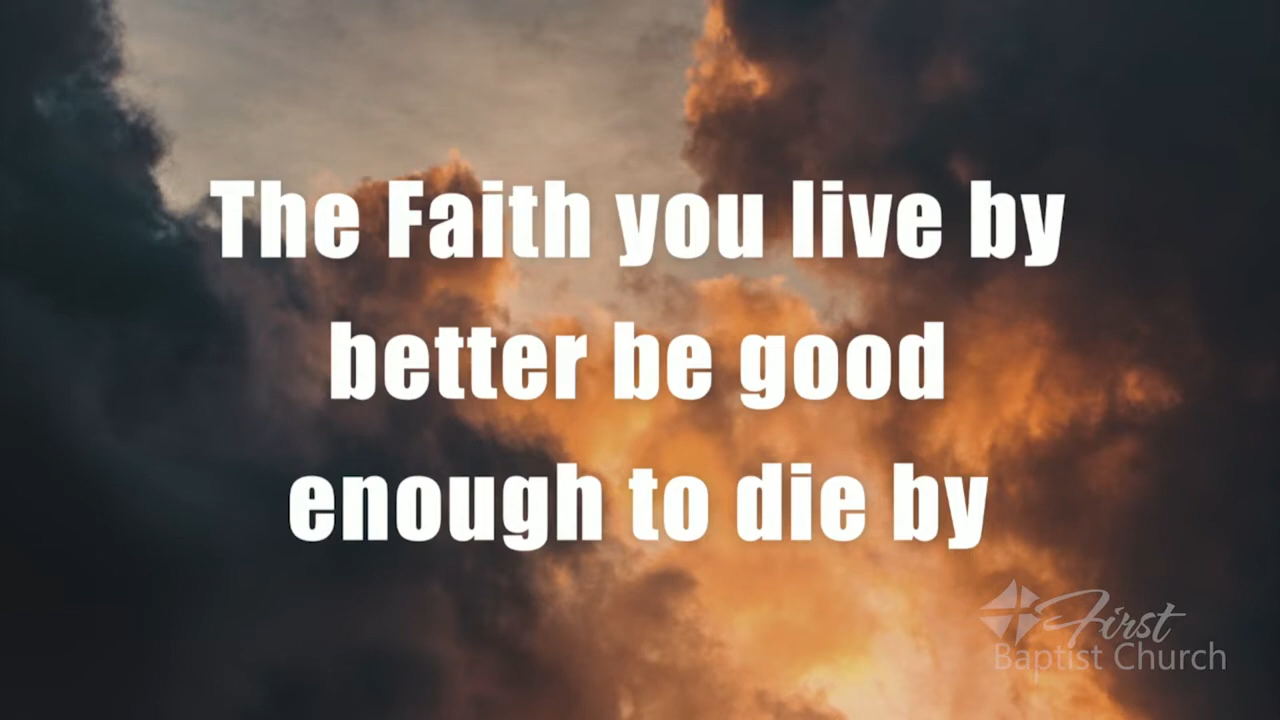 The Faith you live by
better be good
enough to die by
First
Baptist Church